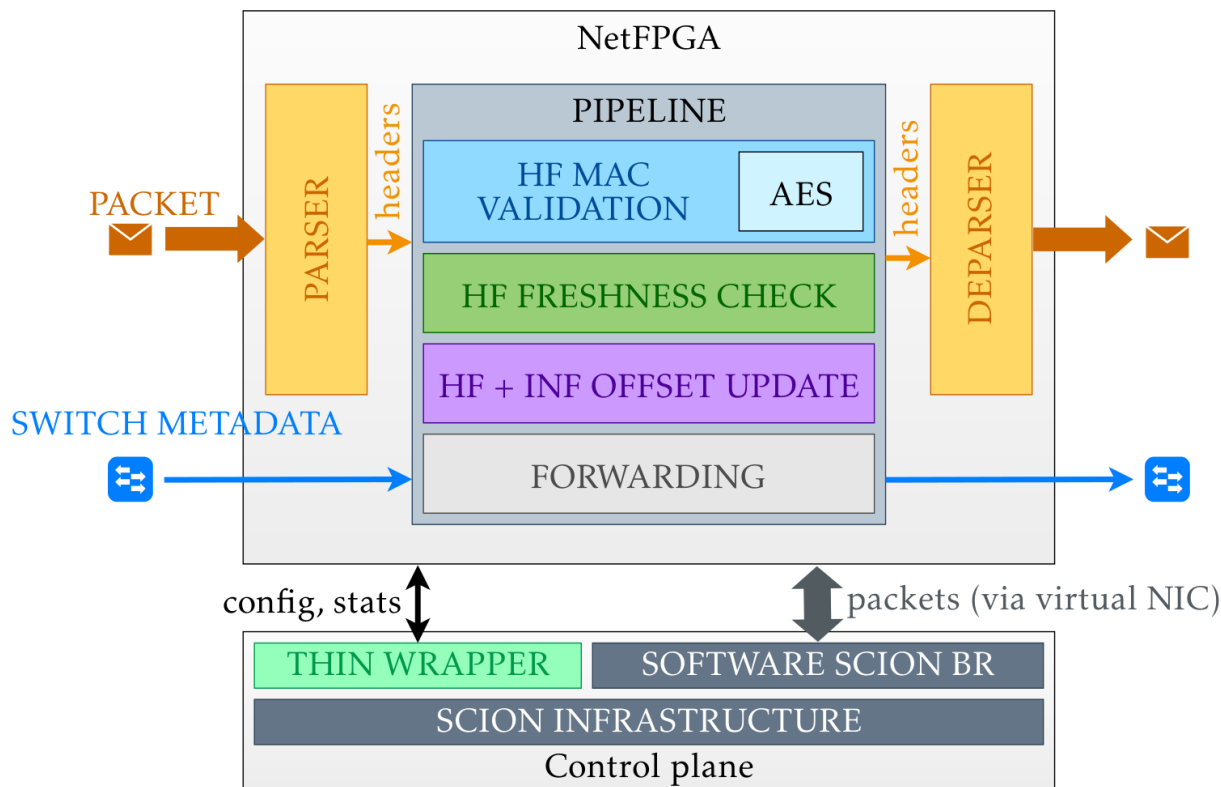 NetFPGA
PIPELINE
headers
headers
HF MAC
VALIDATION
AES
PACKET
PARSER
DEPARSER
HF FRESHNESS CHECK
HF + INF OFFSET UPDATE
SWITCH METADATA
FORWARDING
config, stats
packets (via virtual NIC)
THIN WRAPPER
SOFTWARE SCION BR
SCION INFRASTRUCTURE
Control plane